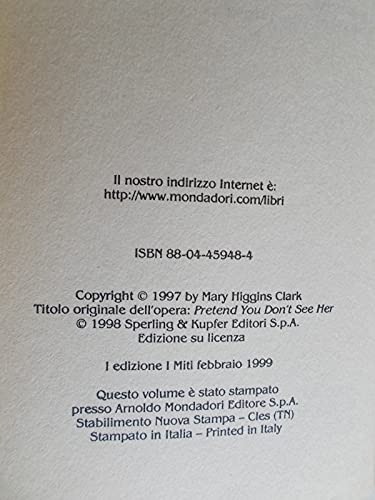 Il nostro indirizzo Internet è:
http://www.mondadori.com/libri
ISBN 88-04-45948-4
Copyright © 1997 by Mary Higgins Clark
Titolo originale dell'opera: Pretend You Don't See Her
© 1998 Sperling & Kupfer Editori S.p.A.
Edizione su licenza
I edizione I Miti febbraio 1999
Questo volume è stato stampato
presso Arnoldo Mondadori Editore S.p.A.
Stabilimento Nuova Stampa – Cles (TN)
Stampato in Italia – Printed in Italy